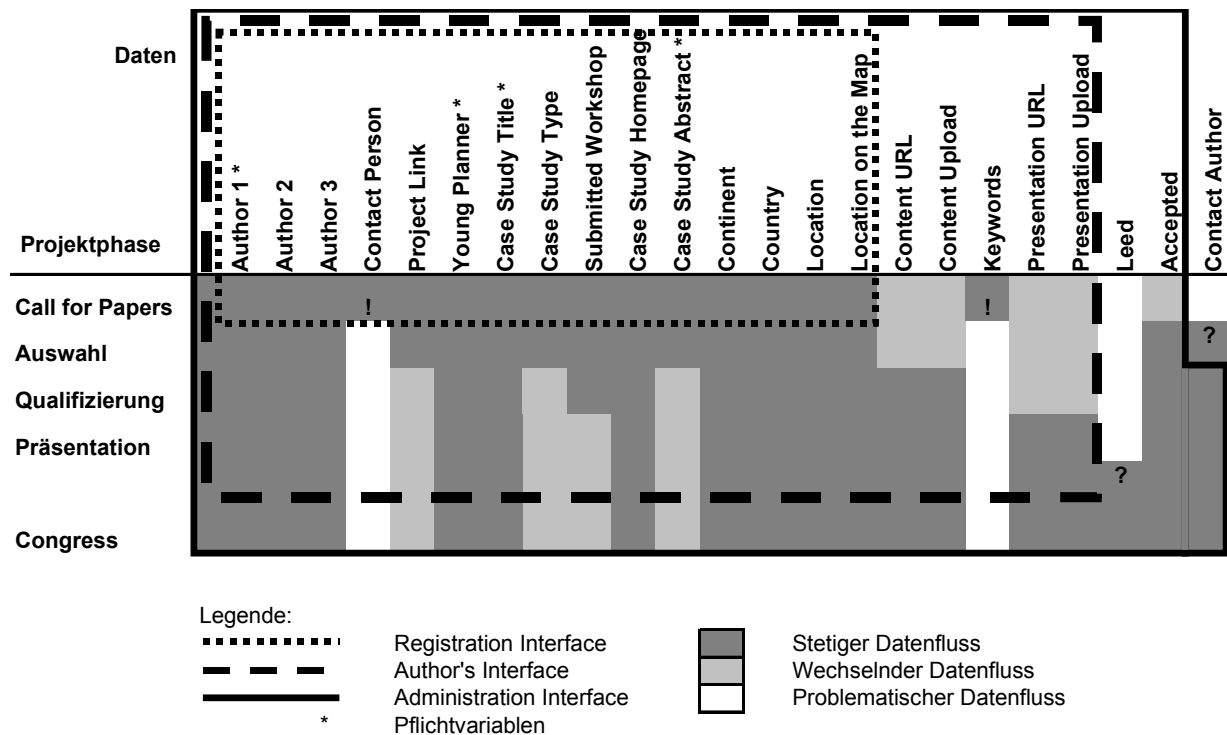 Daten
Projektphase
Author 1 *
Author 2
Author 3
Contact Person
Project Link
Young Planner *
Case Study Title *
Case Study Type
Submitted Workshop
Case Study Homepage
Case Study Abstract *
Continent
Country
Location
Location on the Map
Content URL
Content Upload
Keywords
Presentation URL
Presentation Upload
Leed
Accepted
Contact Author
Call for Papers ! !
Auswahl ?
Qualifizierung
Präsentation
?
Congress
Legende:
Registration Interface Stetiger Datenfluss
Author's Interface Wechselnder Datenfluss
Administration Interface Problematischer Datenfluss
* Pflichtvariablen